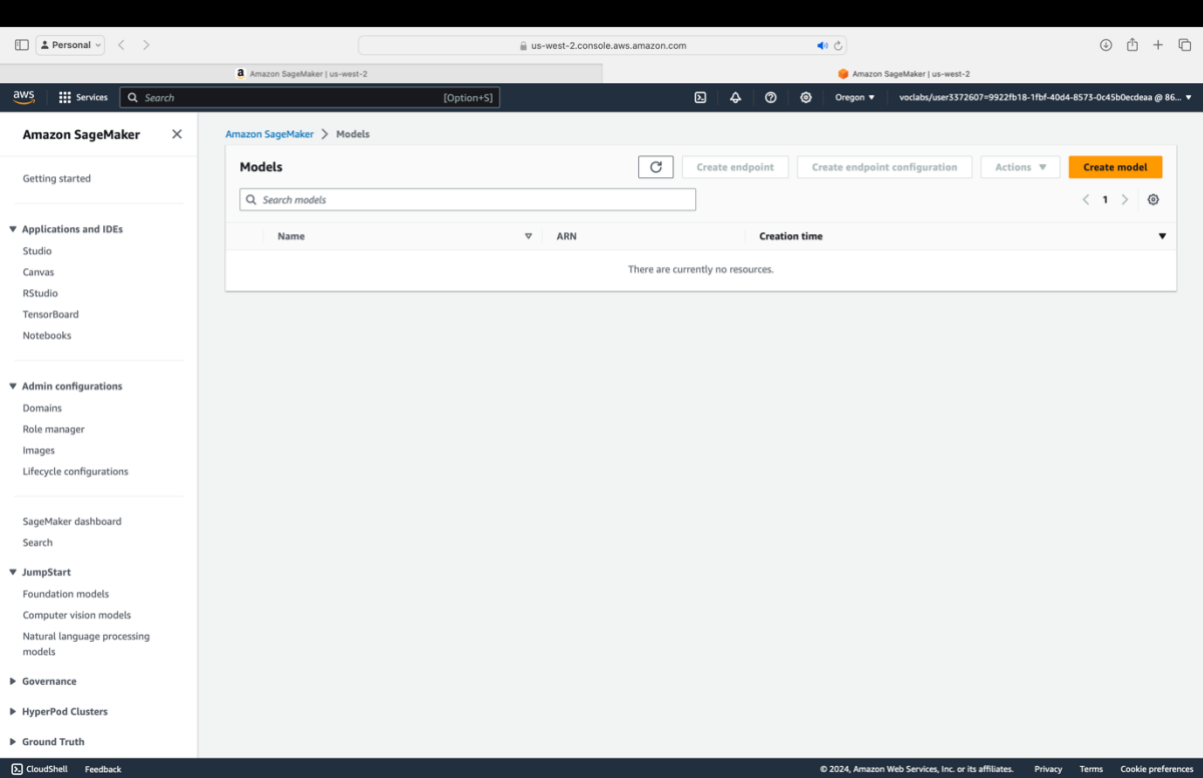 Personal
us-west-2.console.aws.amazon.com
a Amazon SageMaker | us-west-2
Amazon SageMaker | us-west-2
aws Services Search [Option+S] Oregon voclabs/user3372607=9922fb18-1fbf-40d4-8573-0c45b0ecdeaa @ 86...
Amazon SageMaker
Getting started
Applications and IDEs
Studio
Canvas
RStudio
TensorBoard
Notebooks
Admin configurations
Domains
Role manager
Images
Lifecycle configurations
SageMaker dashboard
Search
JumpStart
Foundation models
Computer vision models
Natural language processing
models
Governance
HyperPod Clusters
Ground Truth
Amazon SageMaker > Models
Models Create endpoint Create endpoint configuration Actions Create model
Search models 1
Name ARN Creation time
There are currently no resources.
CloudShell Feedback © 2024, Amazon Web Services, Inc. or its affiliates. Privacy Terms Cookie preferences